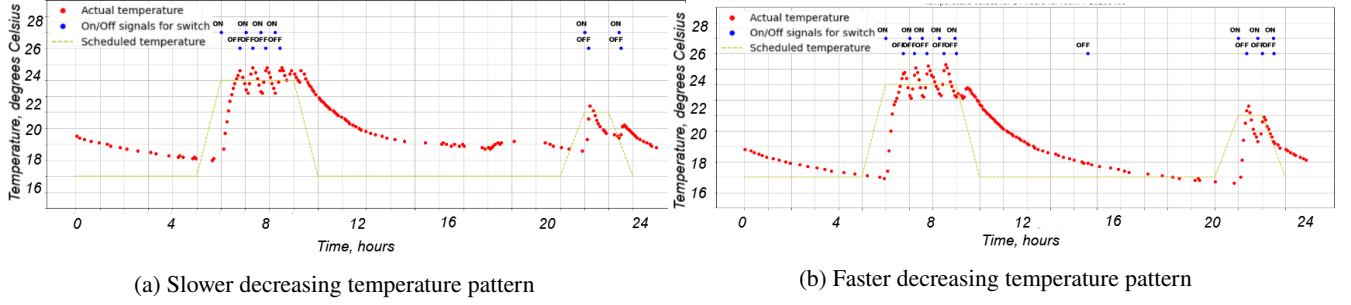 28
26
24
22
20
18
16
Temperature, degrees Celsius
Actual temperature
On/Off signals for switch
Scheduled temperature
ON ON ON ON ON ON
OFF OFF OFF OFF OFF OFF
0 4 6 8 12 16 20 24
Time, hours
(a) Slower decreasing temperature pattern
28
26
24
22
20
18
16
Temperature, degrees Celsius
Actual temperature
On/Off signals for switch
Scheduled temperature
ON ON ON ON ON ON ON ON
OFF OFF OFF OFF OFF OFF OFF OFF OFF
0 4 6 8 12 16 20 24
Time, hours
(b) Faster decreasing temperature pattern